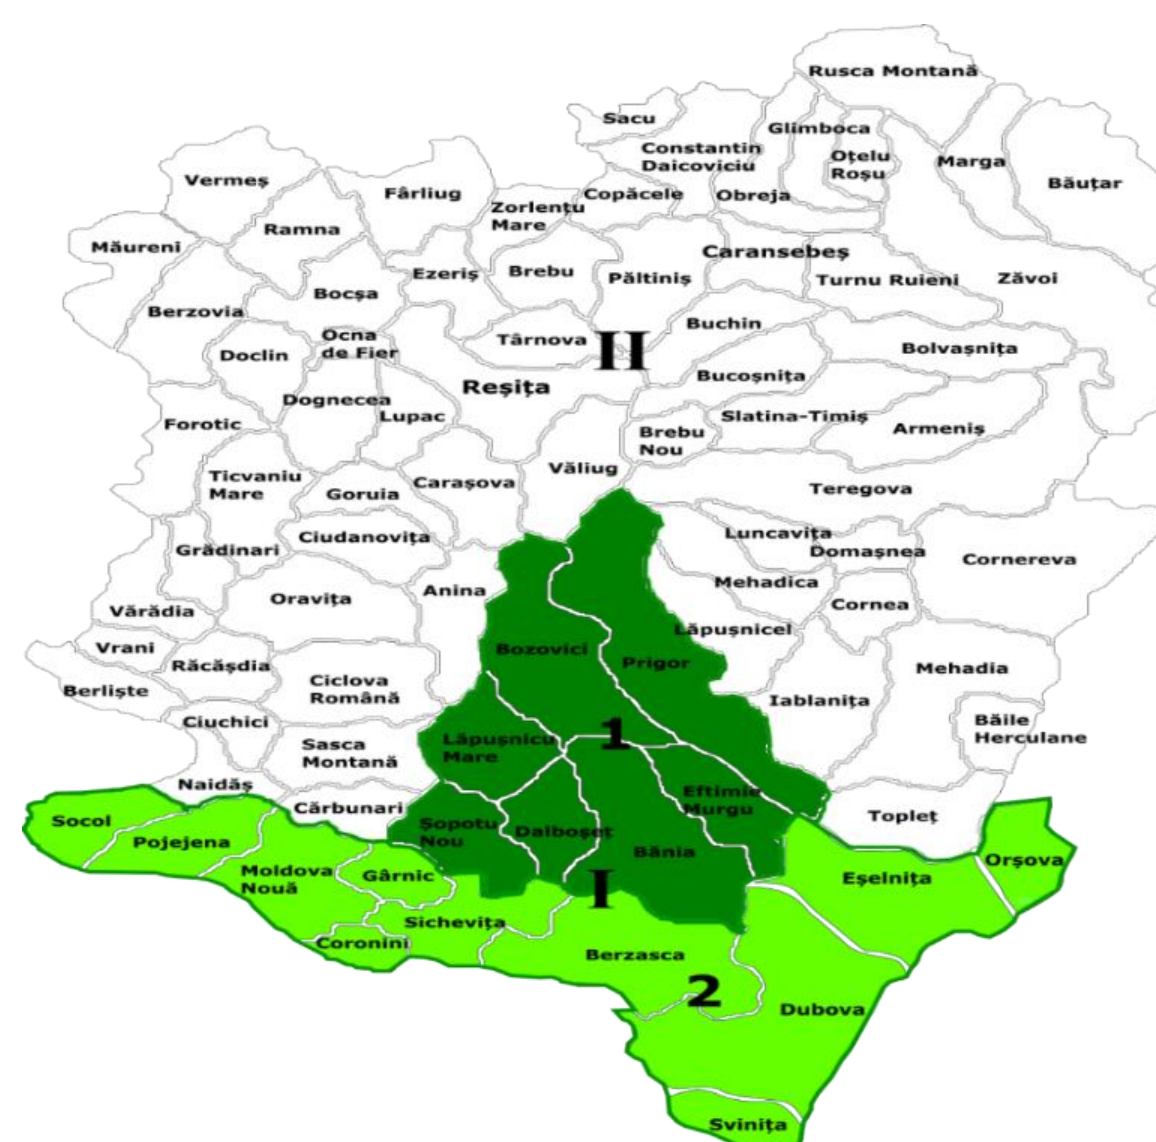 Rusca Montană
Sacu
Glimboca
Constantin
Daicoviciu
Oțelu
Roșu
Marga
Băuțar
Vermeș
Fârliug
Copăcele
Obreja
Zorlențu
Mare
Ramna
Măureni
Caransebeș
Ezeriș
Brebu
Păltiniș
Turnu Ruieni
Zăvoi
Bocșa
Berzovia
Buchin
Ocna
de Fier
Târnova
II
Bolvașnița
Doclin
Bucoșnița
Reșița
Dognecea
Lupac
Slatina-Timiș
Forotic
Armeniș
Brebu
Nou
Văliug
Ticvaniu
Mare
Carașova
Goruia
Teregova
Luncavița
Ciudanovița
Grădinari
Domașnea
Cornereva
Mehadica
Anina
Oravița
Cornea
Vărădia
Lăpușnicel
Vrani
Bozovici
Prigor
Răcășdia
Mehadia
Ciclova
Română
Berliște
Iablanița
Ciuchici
Băile
Herculane
1
Lăpușnicu
Mare
Sasca
Montană
Naidăș
Eftimie
Murgu
Cărbunari
Topleț
Socol
Șopotu
Nou
Dalboșeț
Pojejena
Bănia
Orșova
Moldova
Nouă
Gârnic
Eșelnița
I
Sichevița
Coronini
Berzasca
2
Dubova
Svinița